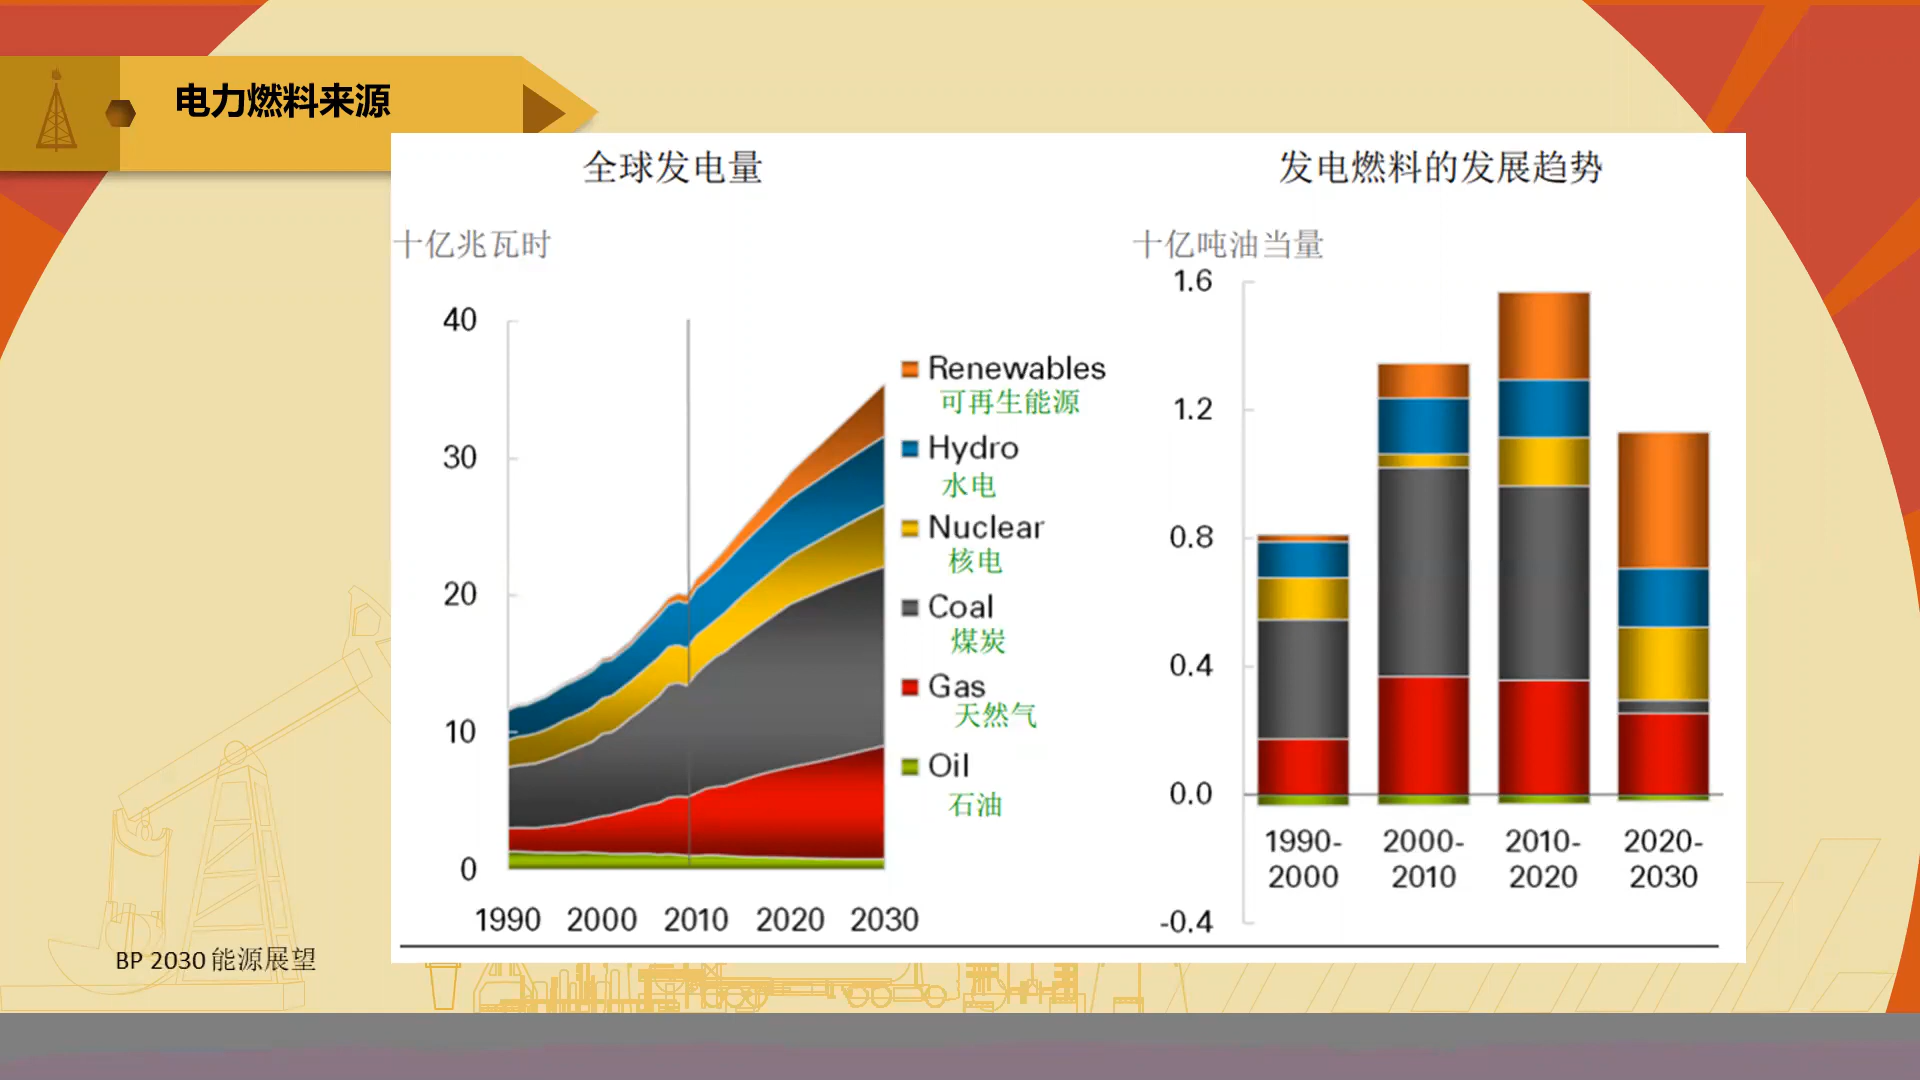 电力燃料来源
全球发电量
十亿兆瓦时
40
30
20
10
0
1990 2000 2010 2020 2030
Renewables
可再生能源
Hydro
水电
Nuclear
核电
Coal
煤炭
Gas
天然气
Oil
石油
发电燃料的发展趋势
十亿吨油当量
1.6
1.2
0.8
0.4
0.0
-0.4
1990-
2000
2000-
2010
2010-
2020
2020-
2030
BP 2030能源展望